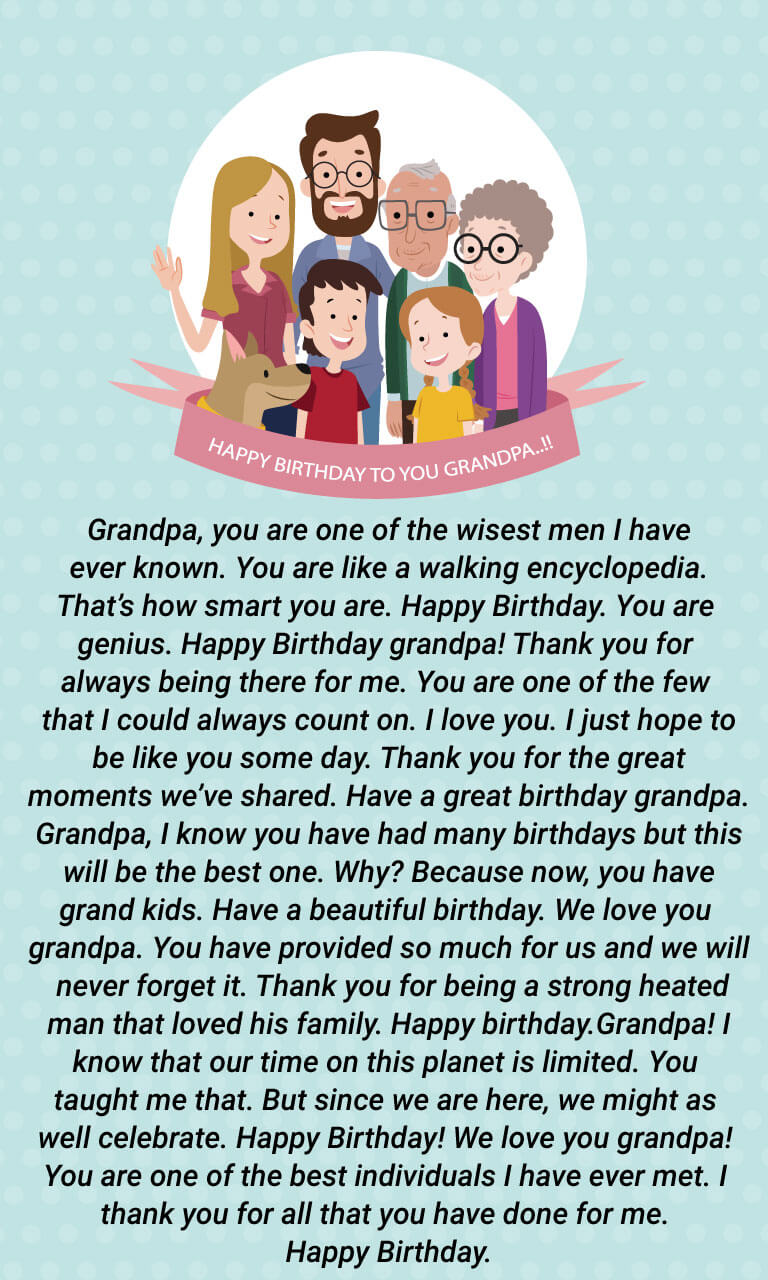 HAPPY BIRTHDAY TO YOU GRANDPA..!!
Grandpa, you are one of the wisest men I have
ever known. You are like a walking encyclopedia.
That’s how smart you are. Happy Birthday. You are
genius. Happy Birthday grandpa! Thank you for
always being there for me. You are one of the few
that I could always count on. I love you. I just hope to
be like you some day. Thank you for the great
moments we’ve shared. Have a great birthday grandpa.
Grandpa, I know you have had many birthdays but this
will be the best one. Why? Because now, you have
grand kids. Have a beautiful birthday. We love you
grandpa. You have provided so much for us and we will
never forget it. Thank you for being a strong heated
man that loved his family. Happy birthday.Grandpa! I
know that our time on this planet is limited. You
taught me that. But since we are here, we might as
well celebrate. Happy Birthday! We love you grandpa!
You are one of the best individuals I have ever met. I
thank you for all that you have done for me.
Happy Birthday.